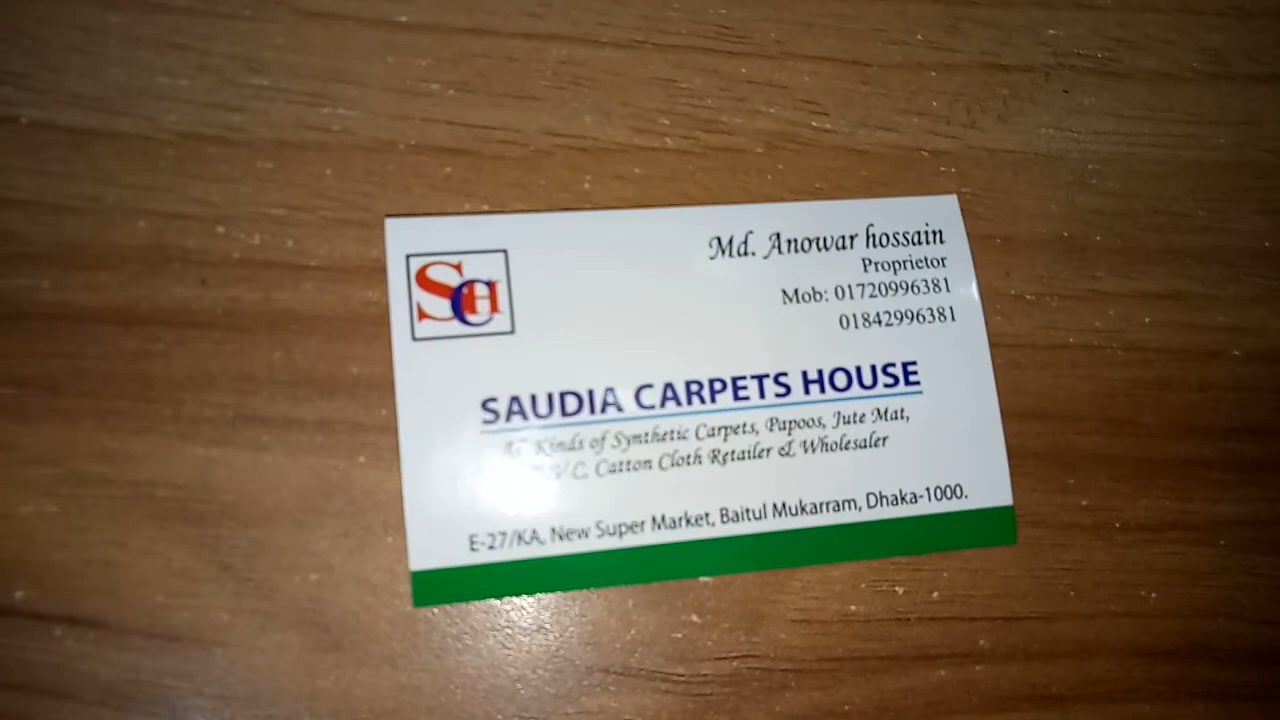 SCH
Md. Anowar hossain
Proprietor
Mob: 01720996381
01842996381
SAUDIA CARPETS HOUSE
Kinds of Synthetic Carpets, Papoos, Jute Mat,
Catton Cloth Retailer & Wholesaler
E-27/KA, New Super Market, Baitul Mukarram, Dhaka-1000.